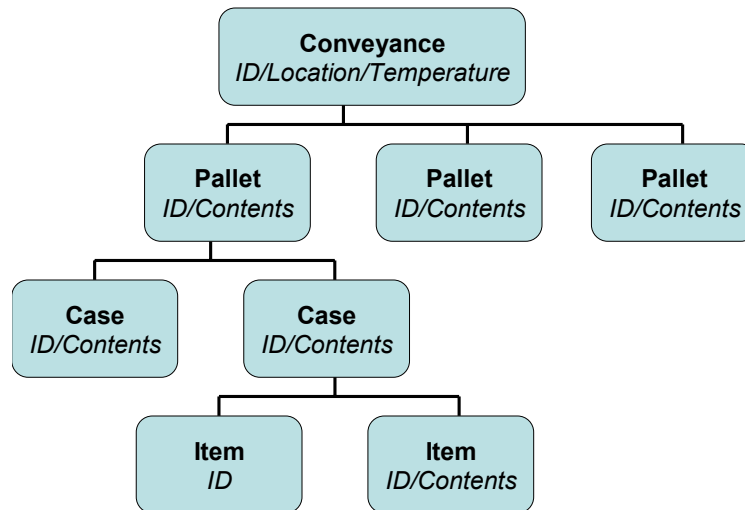 Conveyance
ID/Location/Temperature
Pallet
ID/Contents
Pallet
ID/Contents
Pallet
ID/Contents
Case
ID/Contents
Case
ID/Contents
Item
ID
Item
ID/Contents